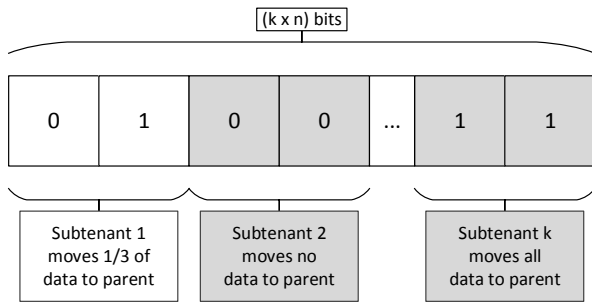 (k x n) bits
0 1 0 0 ... 1 1
Subtenant 1
moves 1/3 of
data to parent
Subtenant 2
moves no
data to parent
Subtenant k
moves all
data to parent